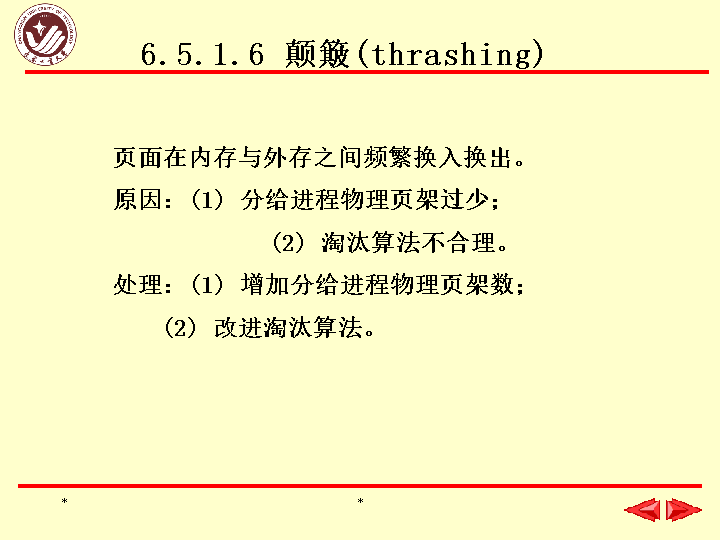 6.5.1.6 颠簸(thrashing)
页面在内存与外存之间频繁换入换出。
原因：(1) 分给进程物理页架过少；
(2) 淘汰算法不合理。
处理：(1) 增加分给进程物理页架数；
(2) 改进淘汰算法。
* *